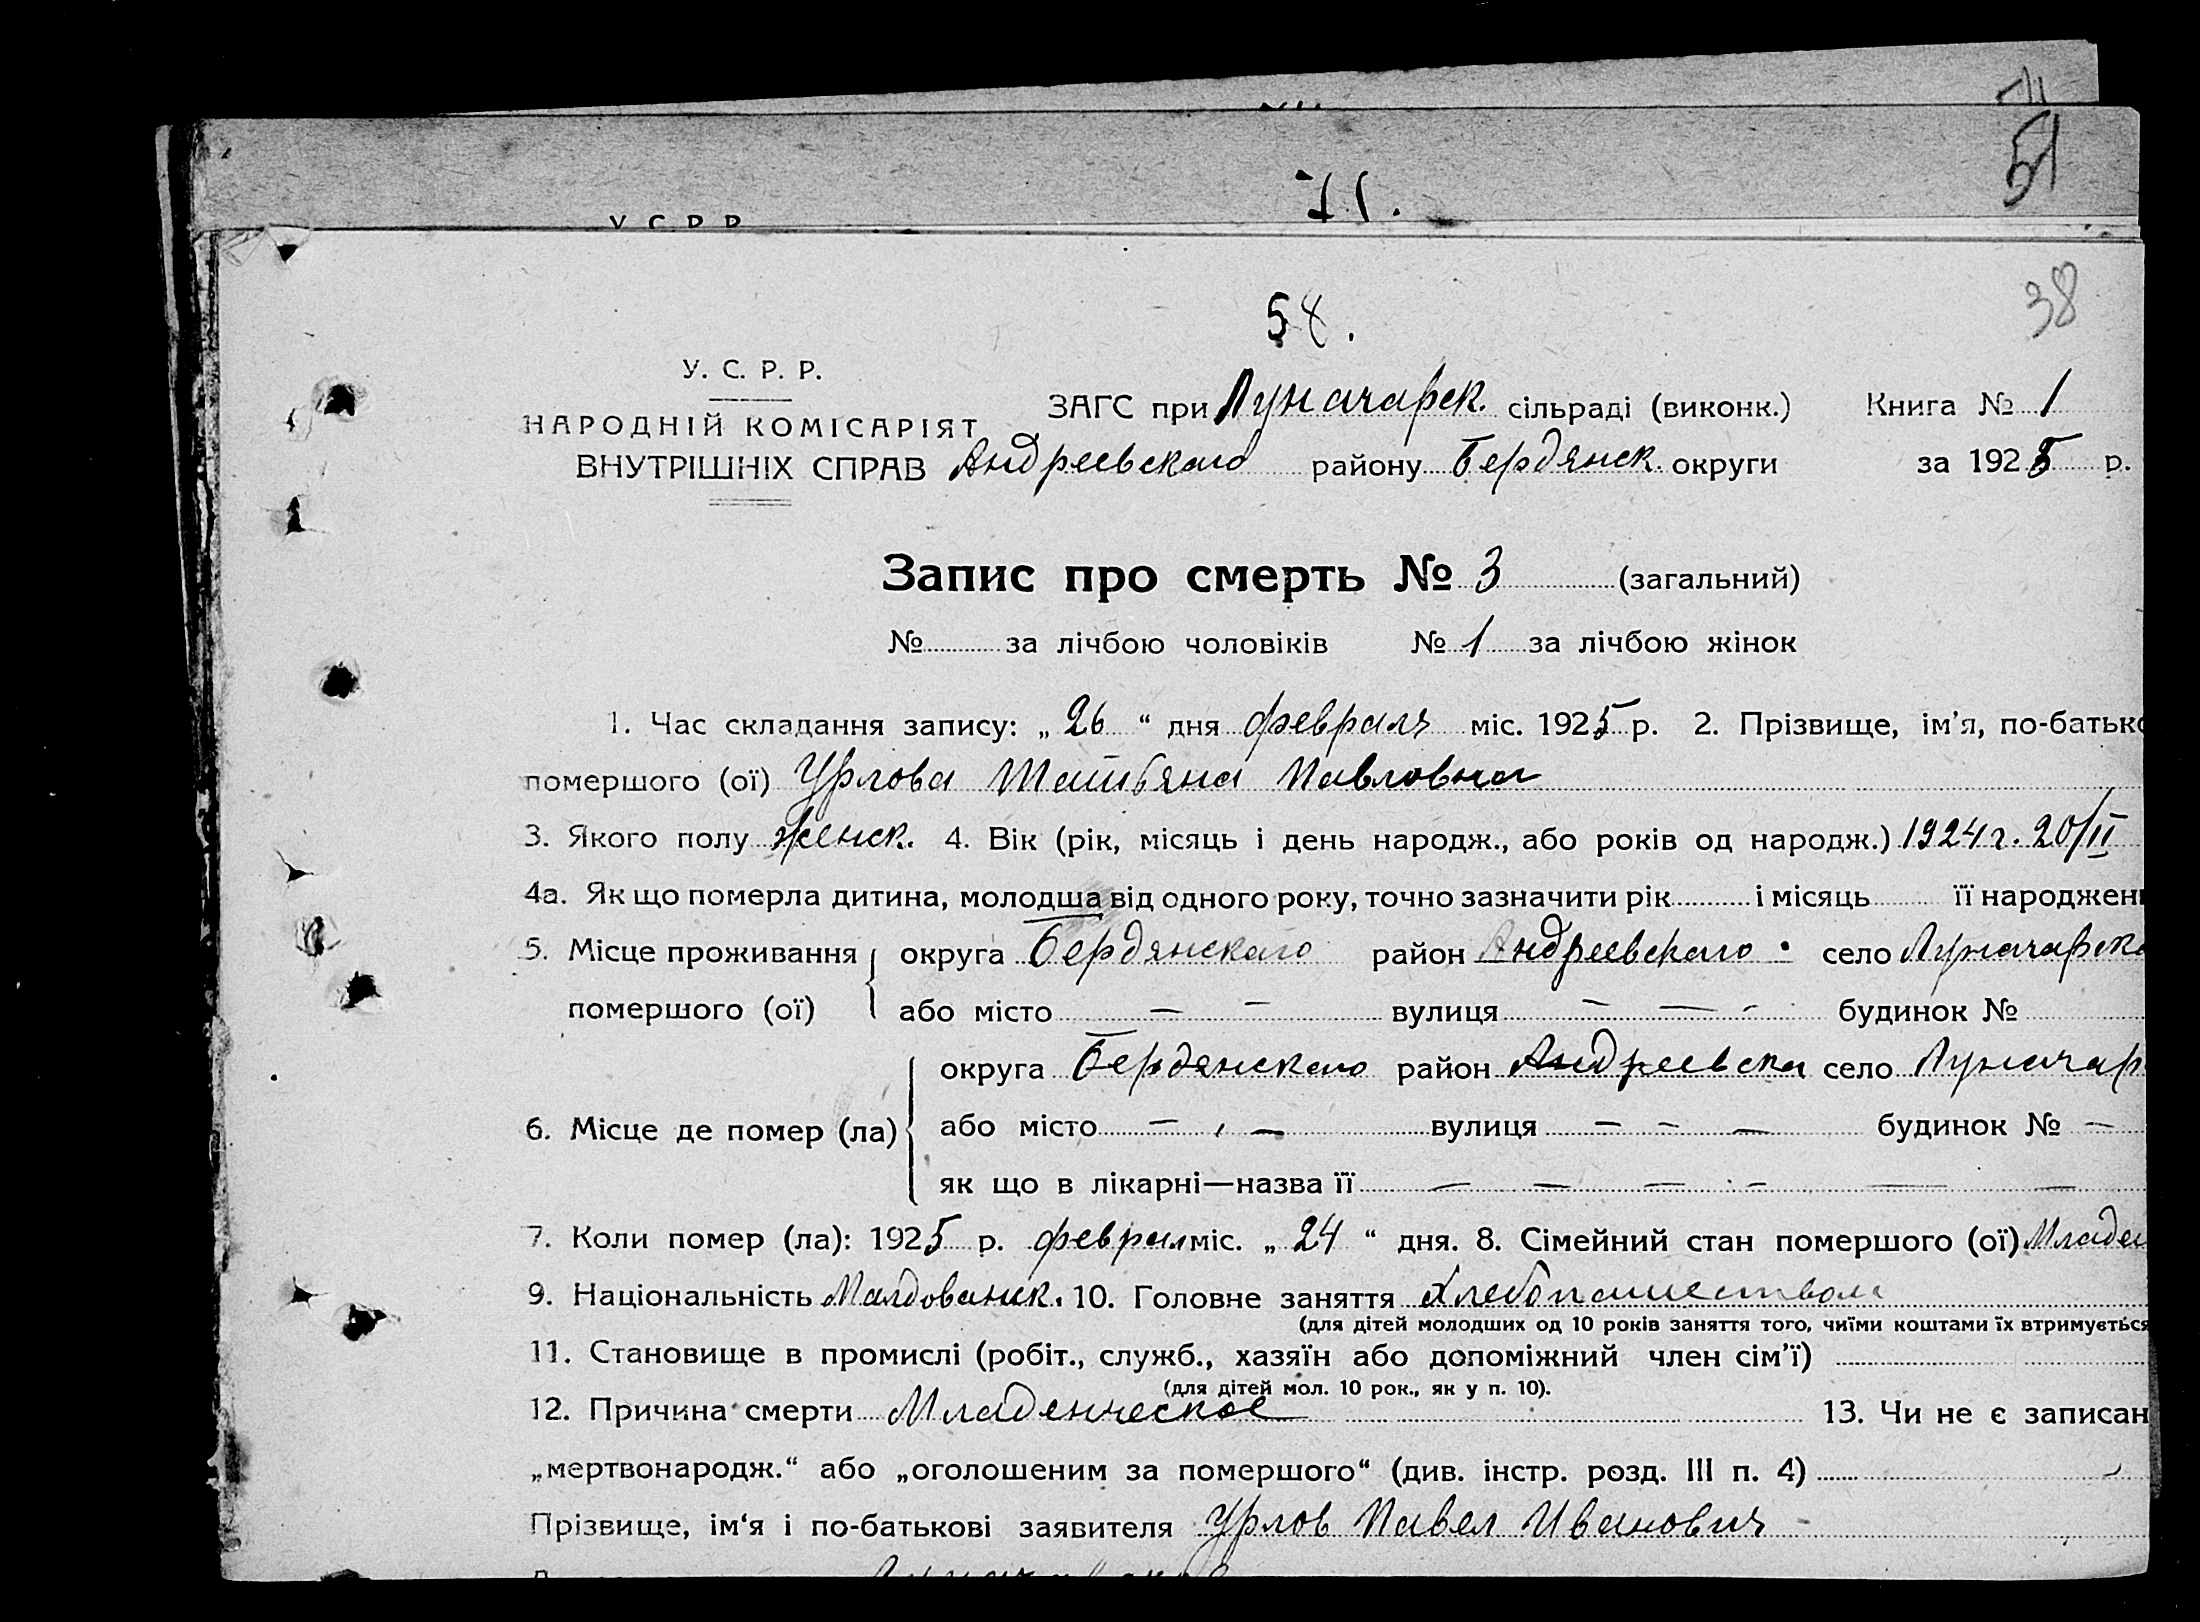 51
71.
У. С. Р. Р.
38
58.
У. С. Р. Р.
НАРОДНІЙ КОМІСАРІЯТ
ВНУТРІШНІХ СПРАВ
ЗАГС при Луначарск. сільраді (виконк.) Книга № 1
Андреевского району Бердянск. округи за 1925 р.
Запис про смерть № 3 (загальний)
№ за лічбою чоловіків № 1 за лічбою жінок
1. Час складання запису: „ 26 “ дня февраля міс. 1925 р. 2. Прізвище, ім’я, по-батько
помершого (ої) Урлова Татьяна Павловна
3. Якого полу женск. 4. Вік (рік, місяць і день народж., або років од народж.) 1924 г. 20/II
4а. Як що померла дитина, молодша від одного року, точно зазначити рік і місяць її народжен
5. Місце проживання округа Бердянского район Андреевского село Луначарско
помершого (ої) або місто — — вулиця — — - будинок №
округа Бердянского район Андреевска село Луначар
6. Місце де помер (ла) або місто — , — вулиця — — — будинок № —
як що в лікарні—назва її — — — — — —
7. Коли помер (ла): 1925 р. феврал міс. „ 24 “ дня. 8. Сімейний стан помершого (ої) Младен
9. Національність Малдованск. 10. Головне заняття Хлебопашеством
(для дітей молодших од 10 років заняття того, чиїми коштами їх втримується
11. Становище в промислі (робіт., служб., хазяїн або допоміжний член сім’ї)
(для дітей мол. 10 рок., як у п. 10).
12. Причина смерти Младенческое 13. Чи не є записан
„мертвонародж.“ або „оголошеним за помершого“ (див. інстр. розд. III п. 4)
Прізвище, ім‘я і по-батькові заявителя Урлов Павел Иванович